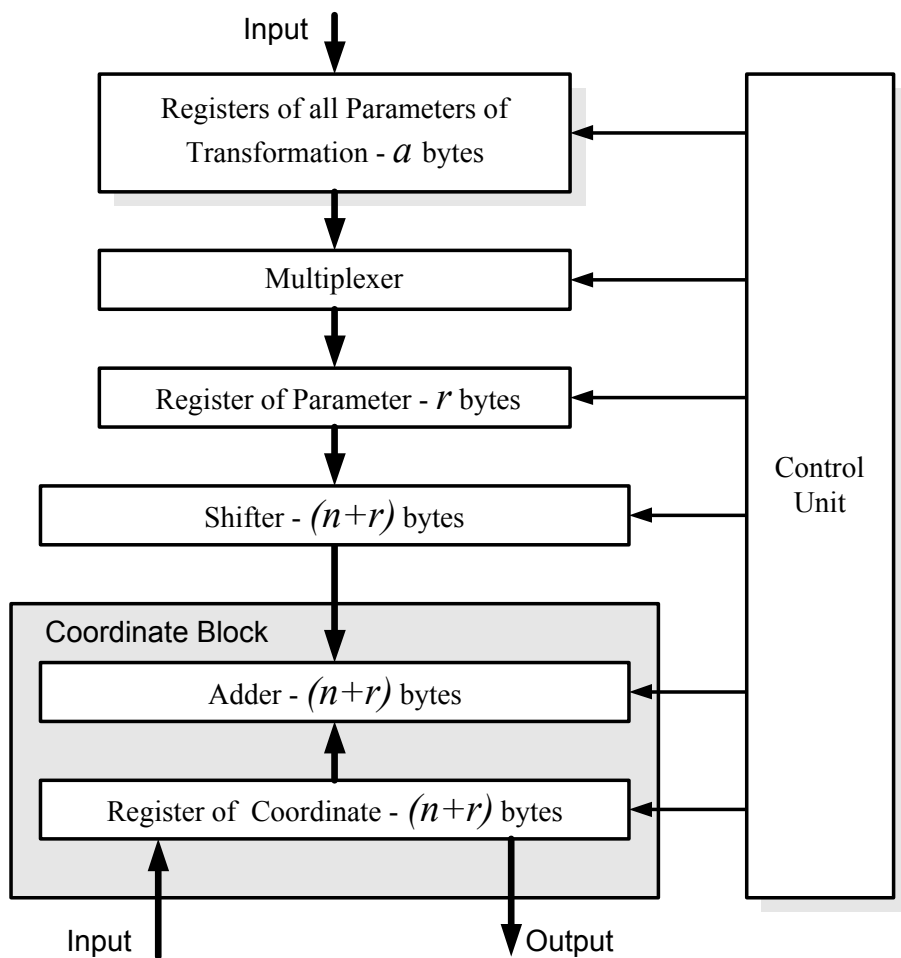 Input
Registers of all Parameters of
Transformation - a bytes
Multiplexer
Register of Parameter - r bytes
Shifter - (n+r) bytes
Control
Unit
Coordinate Block
Adder - (n+r) bytes
Register of Coordinate - (n+r) bytes
Input
Output